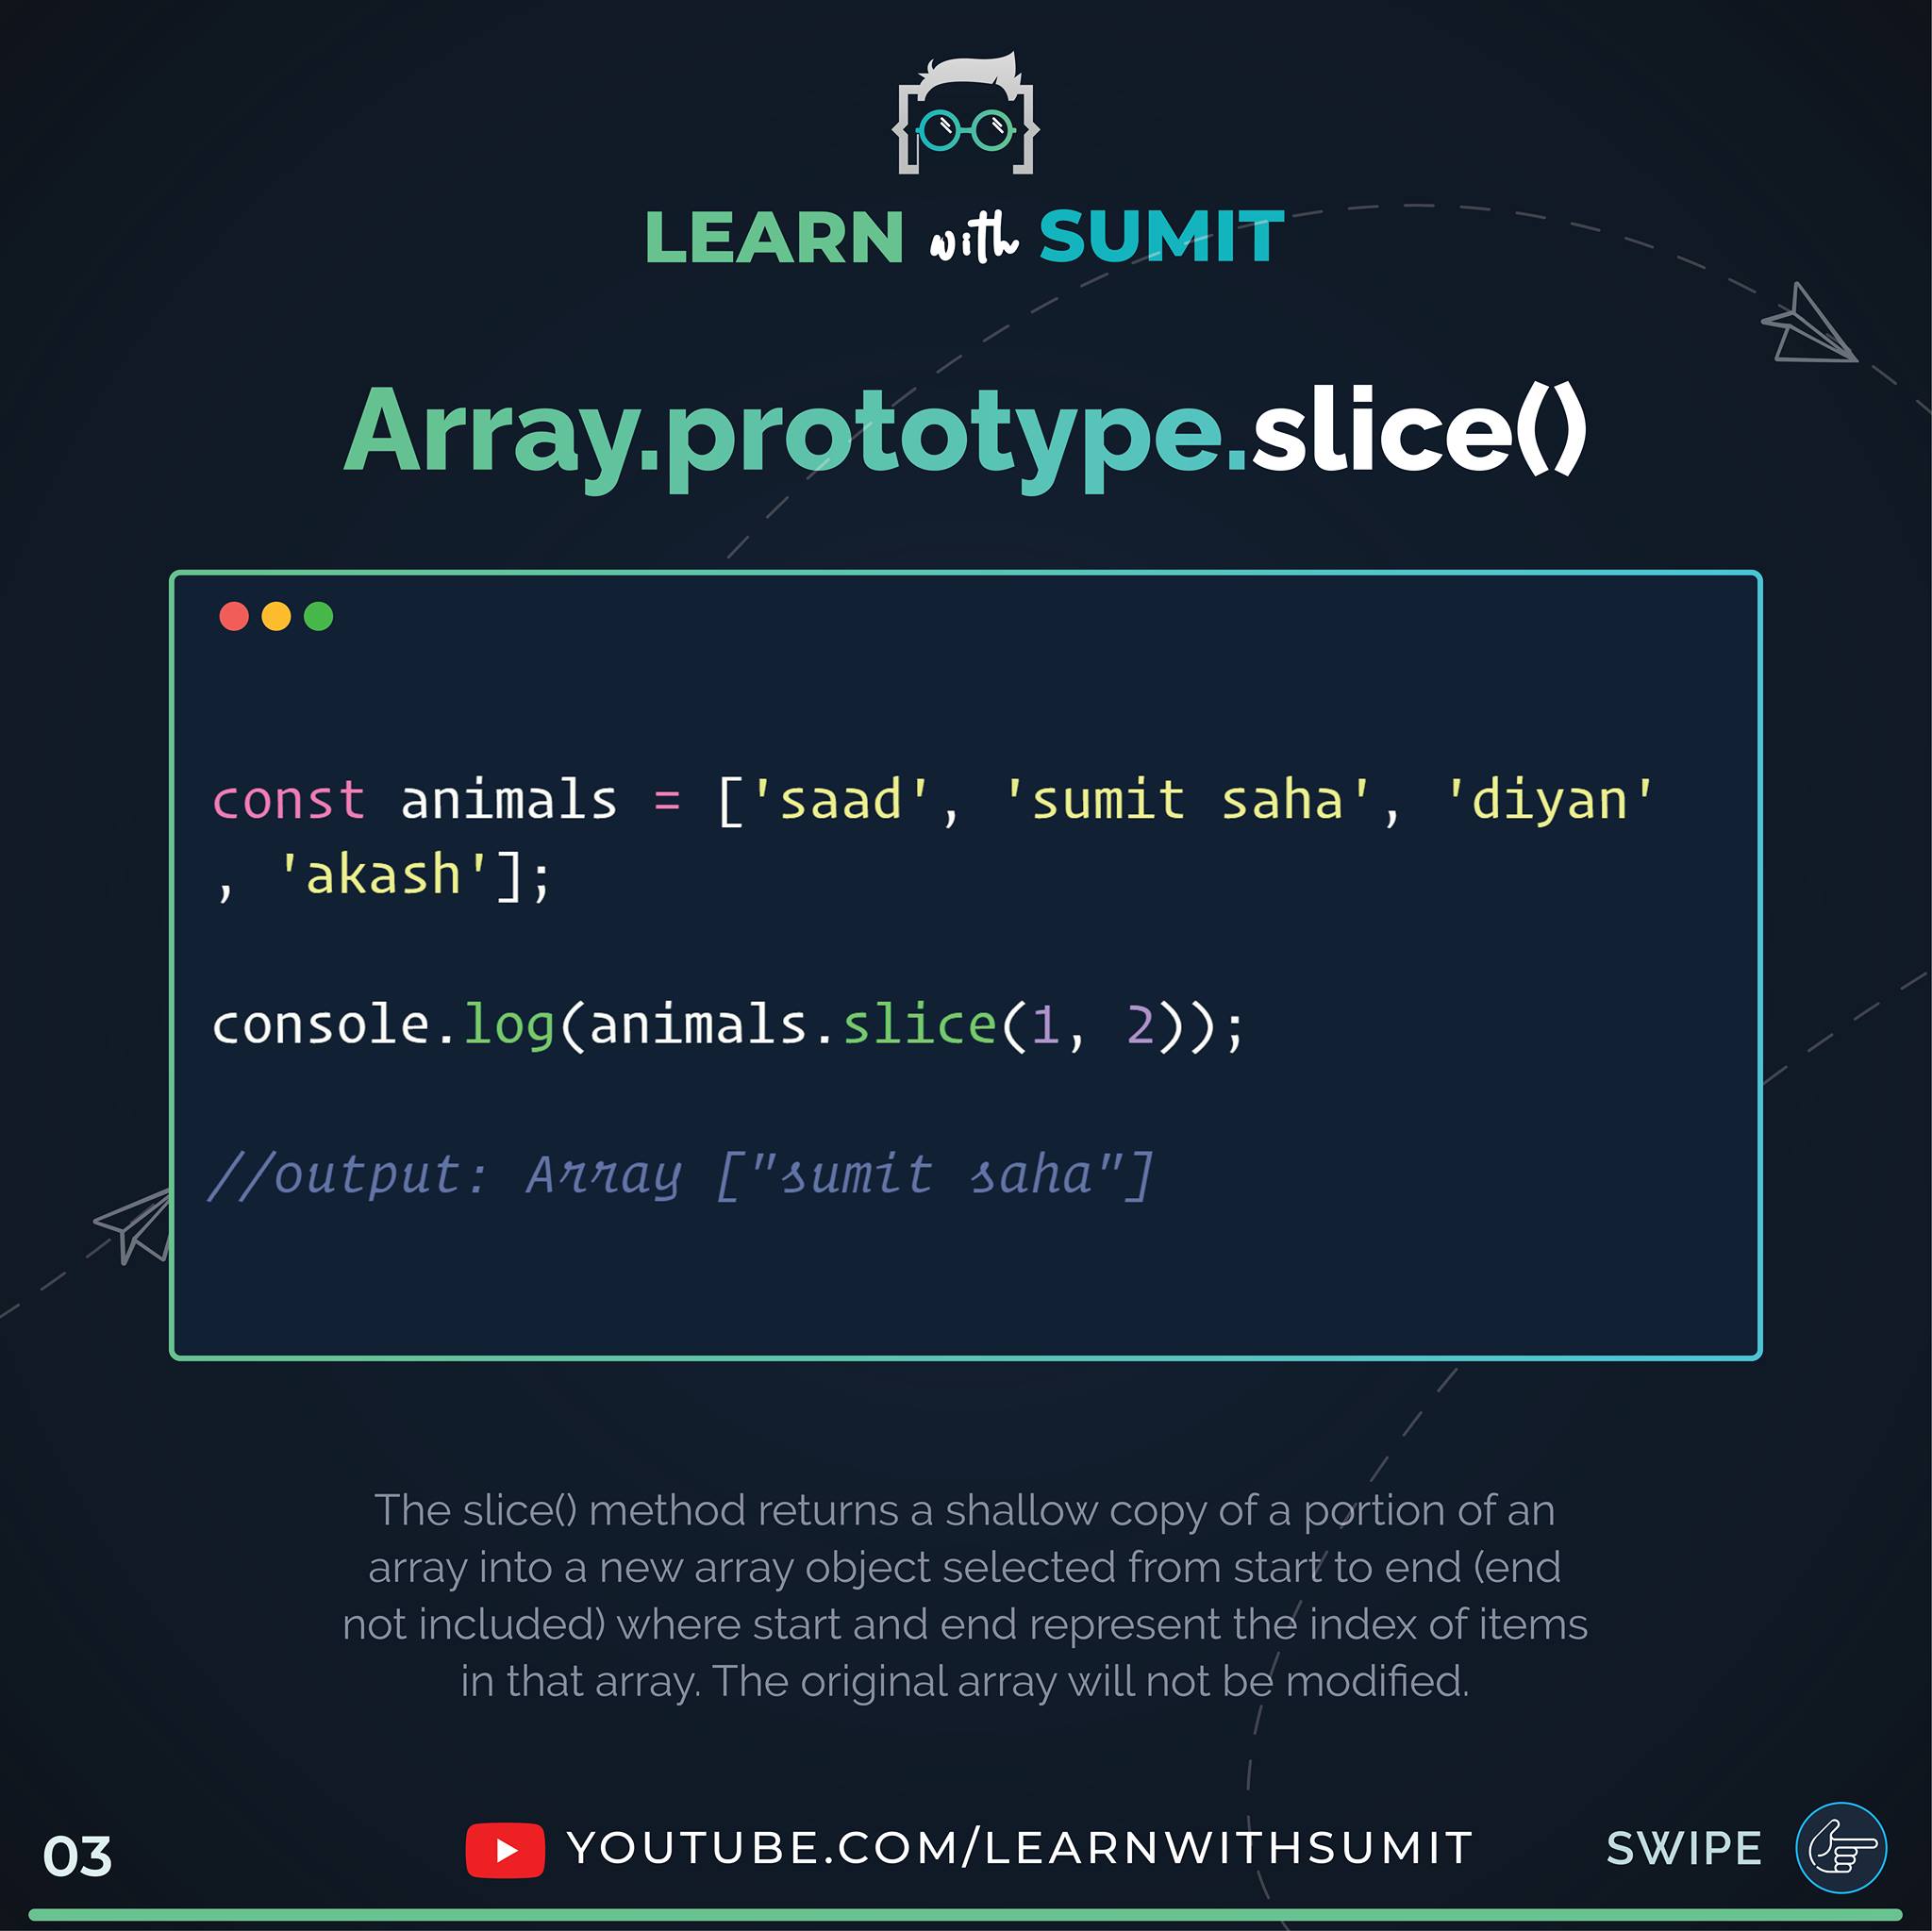 LEARN with SUMIT
Array.prototype.slice()
const animals = ['saad', 'sumit saha', 'diyan'
, 'akash'];
console.log(animals.slice(1, 2));
//output: Array ["sumit saha"]
The slice() method returns a shallow copy of a portion of an
array into a new array object selected from start to end (end
not included) where start and end represent the index of items
in that array. The original array will not be modified.
03
YOUTUBE.COM/LEARNWITHSUMIT
SWIPE